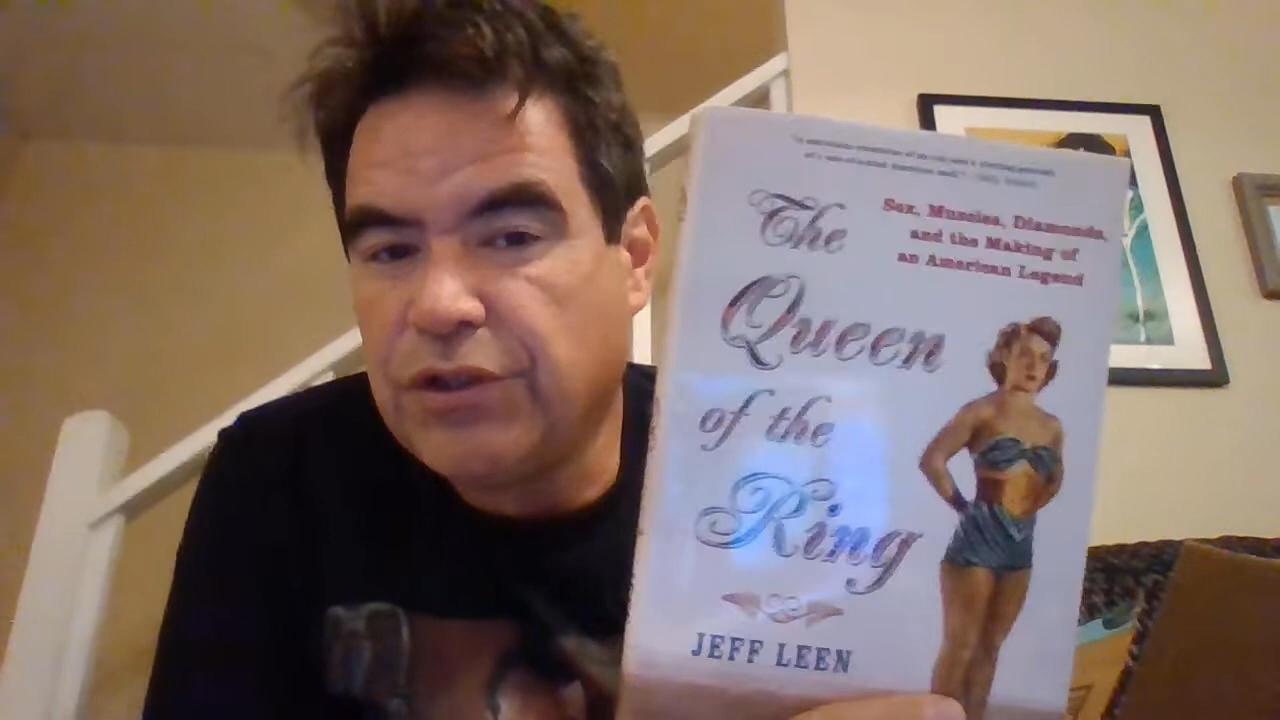 The
Queen
of the
Ring
Sex, Muscles, Diamonds,
and the Making of
an American Legend
JEFF LEEN